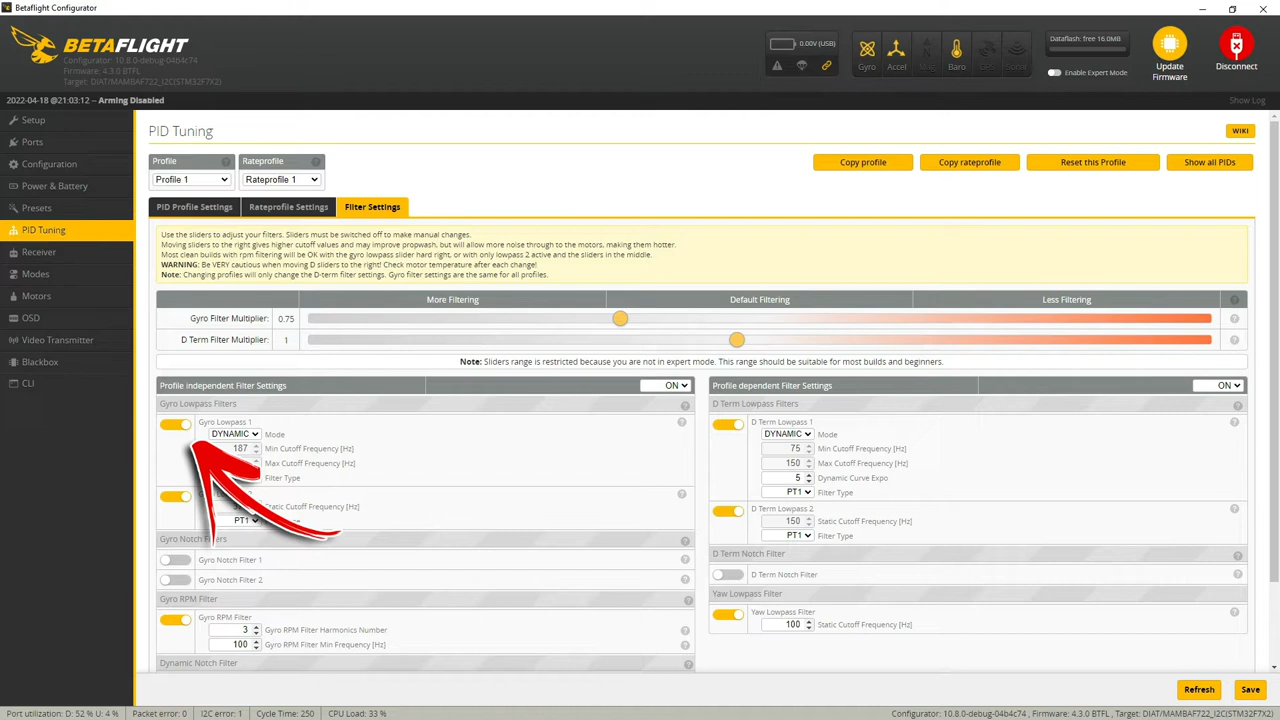 Betaflight Configurator
BETAFLIGHT
Configurator: 10.8.0-debug-04b4c74
Firmware: 4.3.0 BTFL
Target: DIAT/MAMBAF722_I2C(STM32F7X2)
0.00V (USB)
Gyro
Accel
Mag
Baro
GPS
Sonar
Dataflash: free 16.0MB
Enable Expert Mode
Update
Firmware
Disconnect
2022-04-18 @21:03:12 -- Arming Disabled
Show Log
Setup
Ports
Configuration
Power & Battery
Presets
PID Tuning
Receiver
Modes
Motors
OSD
Video Transmitter
Blackbox
CLI
PID Tuning
WIKI
Profile
Rateprofile
Profile 1
Rateprofile 1
Copy profile
Copy rateprofile
Reset this Profile
Show all PIDs
PID Profile Settings
Rateprofile Settings
Filter Settings
Use the sliders to adjust your filters. Sliders must be switched off to make manual changes.
Moving sliders to the right gives higher cutoff values and may improve propwash, but will allow more noise through to the motors, making them hotter.
Most clean builds with rpm filtering will be OK with the gyro lowpass slider hard right, or with only lowpass 2 active and the sliders in the middle.
WARNING: Be VERY cautious when moving D sliders to the right! Check motor temperature after each change!
Note: Changing profiles will only change the D-term filter settings. Gyro filter settings are the same for all profiles.
More Filtering
Default Filtering
Less Filtering
Gyro Filter Multiplier: 0.75
D Term Filter Multiplier: 1
Note: Sliders range is restricted because you are not in expert mode. This range should be suitable for most builds and beginners.
Profile independent Filter Settings
ON
Gyro Lowpass Filters
Gyro Lowpass 1
DYNAMIC Mode
187 Min Cutoff Frequency [Hz]
Max Cutoff Frequency [Hz]
Filter Type
Static Cutoff Frequency [Hz]
PT1
Gyro Notch Filters
Gyro Notch Filter 1
Gyro Notch Filter 2
Gyro RPM Filter
Gyro RPM Filter
3 Gyro RPM Filter Harmonics Number
100 Gyro RPM Filter Min Frequency [Hz]
Dynamic Notch Filter
Profile dependent Filter Settings
ON
D Term Lowpass Filters
D Term Lowpass 1
DYNAMIC Mode
75 Min Cutoff Frequency [Hz]
150 Max Cutoff Frequency [Hz]
5 Dynamic Curve Expo
PT1 Filter Type
D Term Lowpass 2
150 Static Cutoff Frequency [Hz]
PT1 Filter Type
D Term Notch Filter
D Term Notch Filter
Yaw Lowpass Filter
Yaw Lowpass Filter
100 Static Cutoff Frequency [Hz]
Refresh
Save
Port utilization: D: 52 % U: 4 %
Packet error: 0
I2C error: 1
Cycle Time: 250
CPU Load: 33 %
Configurator: 10.8.0-debug-04b4c74 , Firmware: BTFL 4.3.0, Target: DIAT/MAMBAF722_I2C(STM32F7X2)